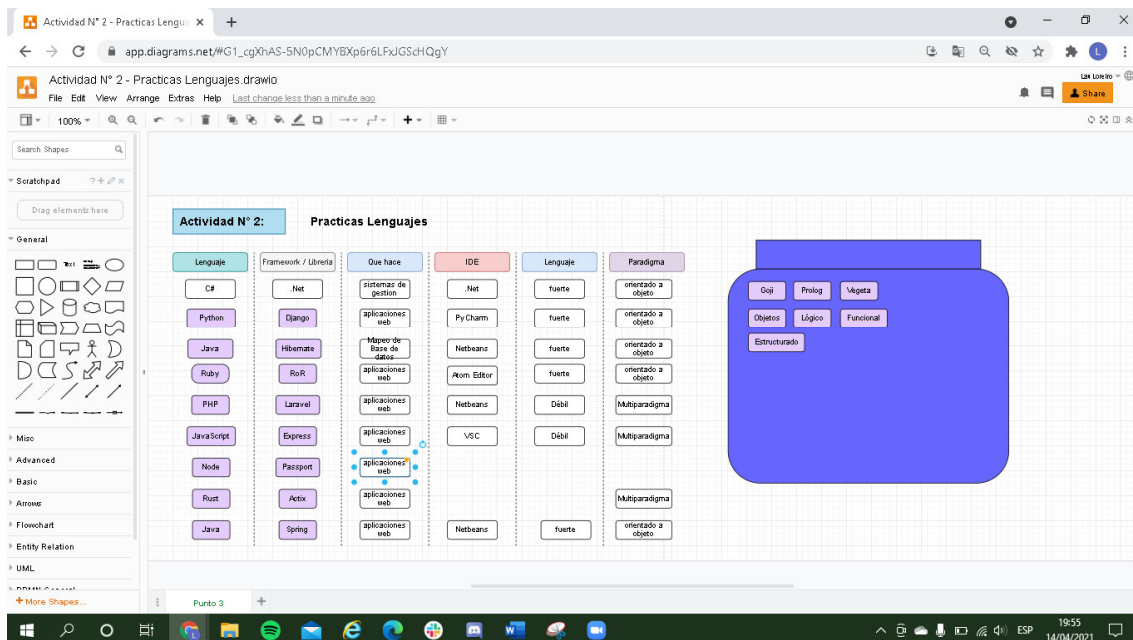 Actividad N° 2 - Practicas Lengua
app.diagrams.net/#G1_cgXhAS-5N0pCMYBXp6r6LFxJGScHQgY
L
Actividad N° 2 - Practicas Lenguajes.drawio
Lau Loreiro
File Edit View Arrange Extras Help Last change less than a minute ago
Share
100%
Search Shapes
Scratchpad
Drag elements here
General
Text
Misc
Advanced
Basic
Arrows
Flowchart
Entity Relation
UML
BPMN General
+ More Shapes...
Actividad N° 2: Practicas Lenguajes
Lenguaje Framework / Libreria Que hace IDE Lenguaje Paradigma
C# .Net sistemas de gestion .Net fuerte orientado a objeto
Python Django aplicaciones web PyCharm fuerte orientado a objeto
Java Hibernate Mapeo de Base de datos Netbeans fuerte orientado a objeto
Ruby RoR aplicaciones web Atom Editor fuerte orientado a objeto
PHP Laravel aplicaciones web Netbeans Débil Multiparadigma
JavaScript Express aplicaciones web VSC Débil Multiparadigma
Node Passport aplicaciones web
Rust Actix aplicaciones web Multiparadigma
Java Spring aplicaciones web Netbeans fuerte orientado a objeto
Goji Prolog Vegeta
Objetos Lógico Funcional
Estructurado
Punto 3
ESP
19:55
14/04/2021